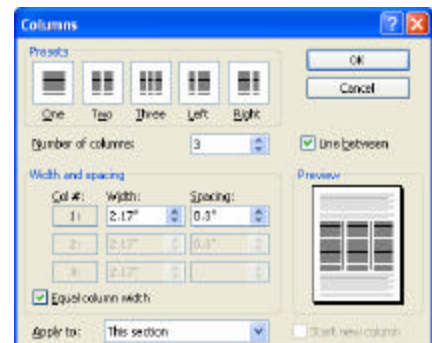 Columns
Presets
One Two Three Left Right
OK
Cancel
Number of columns: 3
Line between
Width and spacing
Preview
Col #: Width: Spacing:
1: 2.17" 0.3"
2: 2.17" 0.3"
3: 2.17"
Equal column width
Apply to: This section
Start new column